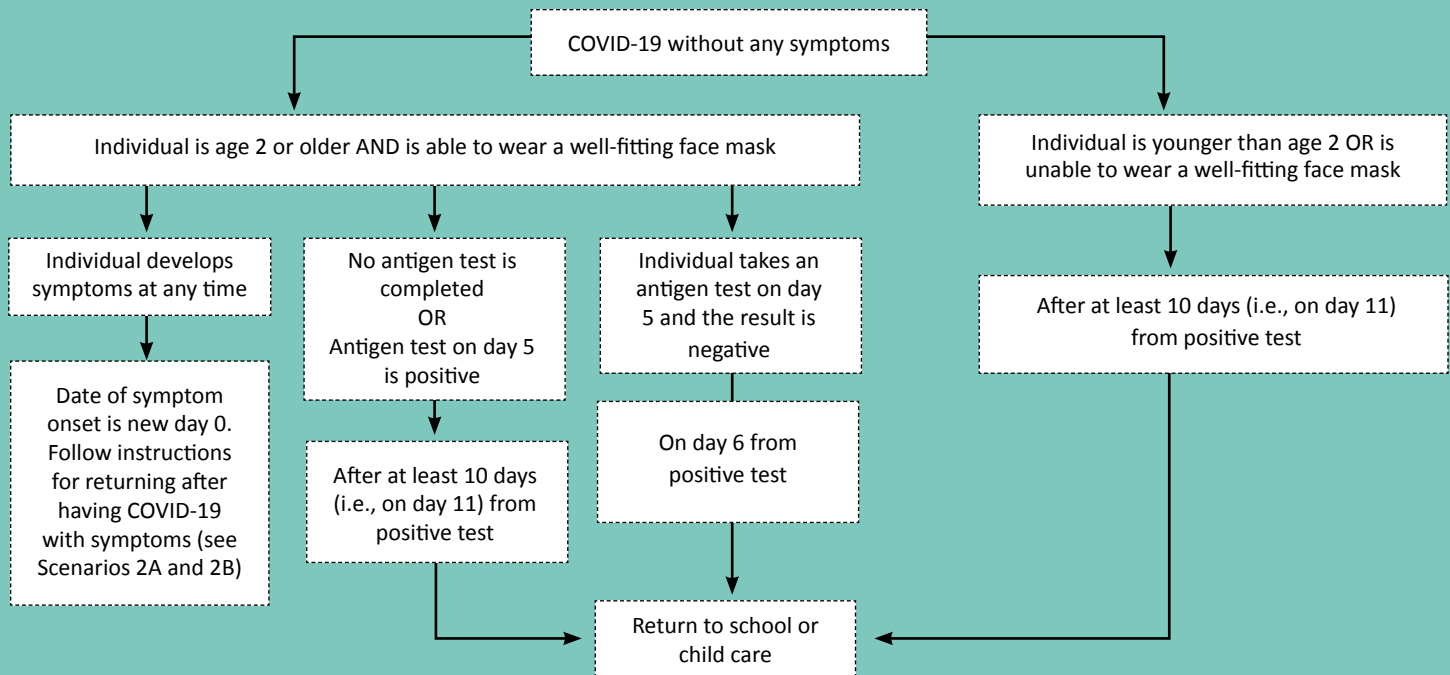 COVID-19 without any symptoms
Individual is age 2 or older AND is able to wear a well-fitting face mask
Individual is younger than age 2 OR is
unable to wear a well-fitting face mask
Individual develops
symptoms at any time
No antigen test is
completed
OR
Antigen test on day 5
is positive
Individual takes an
antigen test on day
5 and the result is
negative
After at least 10 days (i.e., on day 11)
from positive test
Date of symptom
onset is new day 0.
Follow instructions
for returning after
having COVID-19
with symptoms (see
Scenarios 2A and 2B)
After at least 10 days
(i.e., on day 11) from
positive test
On day 6 from
positive test
Return to school or
child care